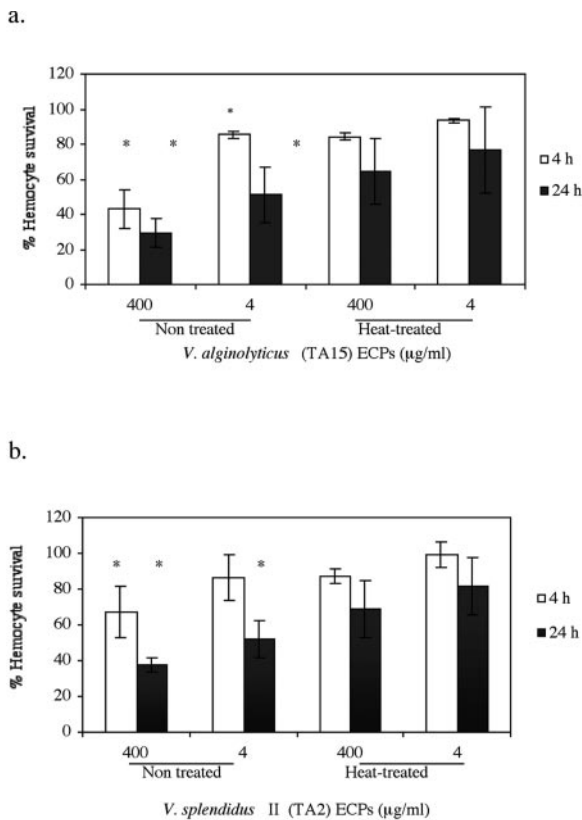 a.
% Hemocyte survival
120
100
80
60
40
20
0
*
*
*
*
4 h
24 h
400
4
400
4
Non treated
Heat-treated
V. alginolyticus (TA15) ECPs (µg/ml)
b.
% Hemocyte survival
120
100
80
60
40
20
0
*
*
*
4 h
24 h
400
4
400
4
Non treated
Heat-treated
V. splendidus II (TA2) ECPs (µg/ml)